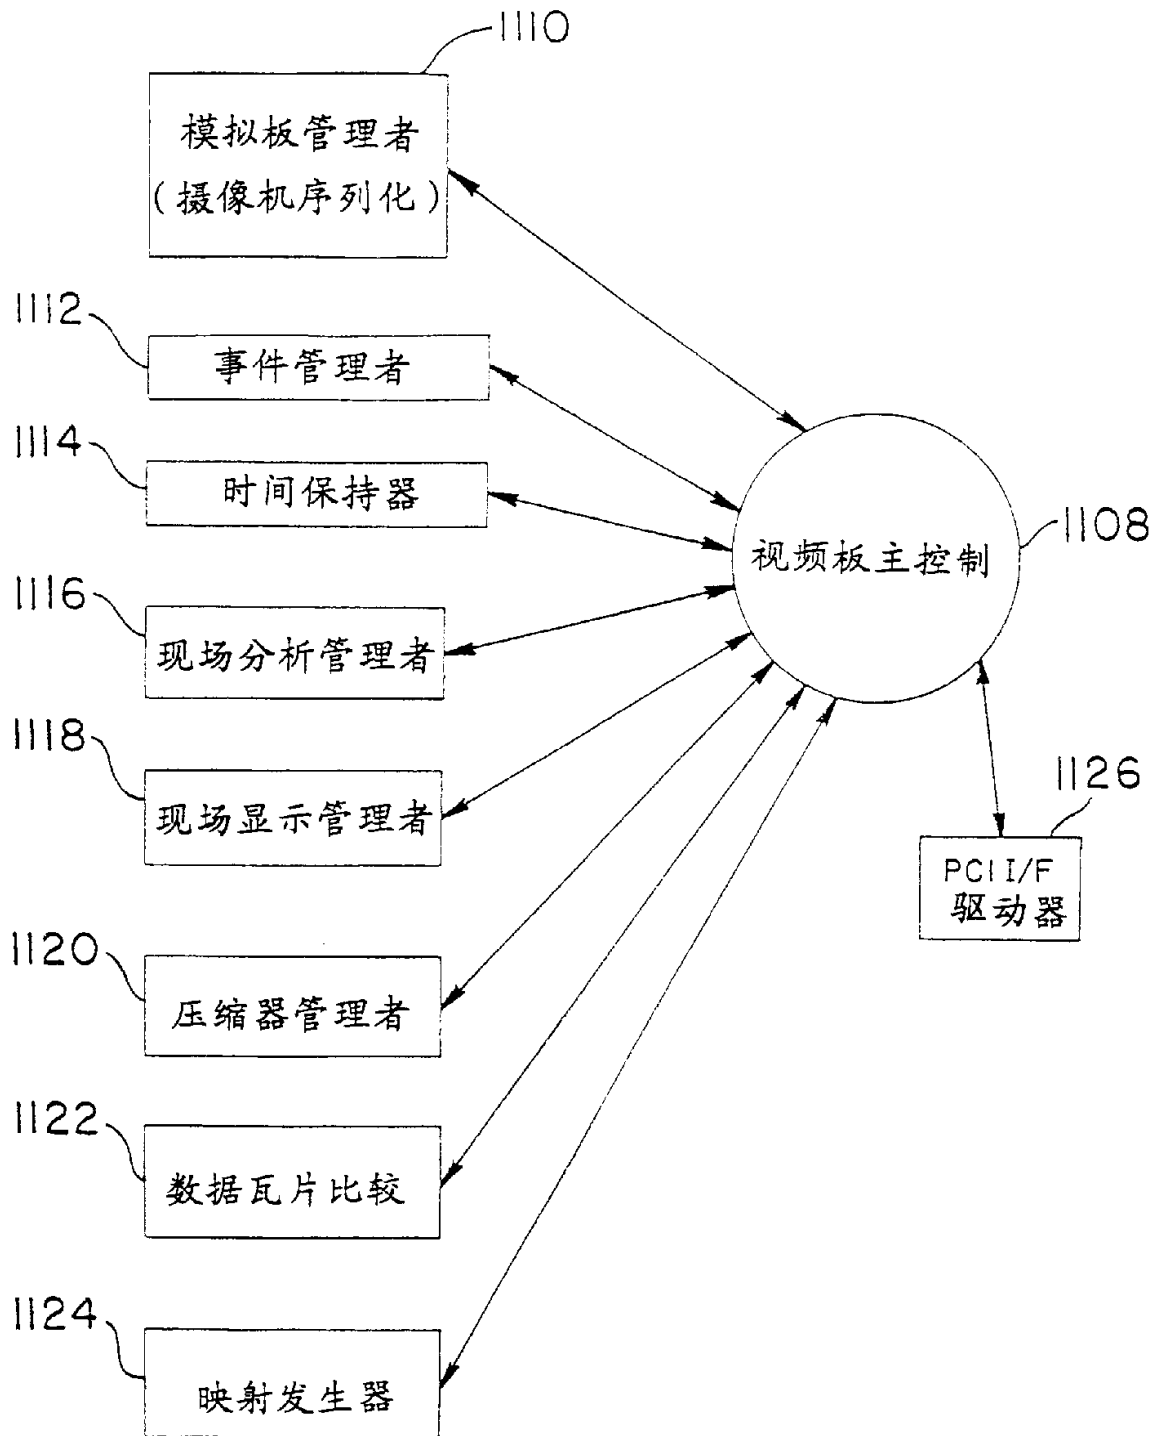 1110
模拟板管理者
(摄像机序列化)
1112
事件管理者
1114
时间保持器
视频板主控制
1108
1116
现场分析管理者
1118
现场显示管理者
1126
PCI I/F
驱动器
1120
压缩器管理者
1122
数据瓦片比较
1124
映射发生器